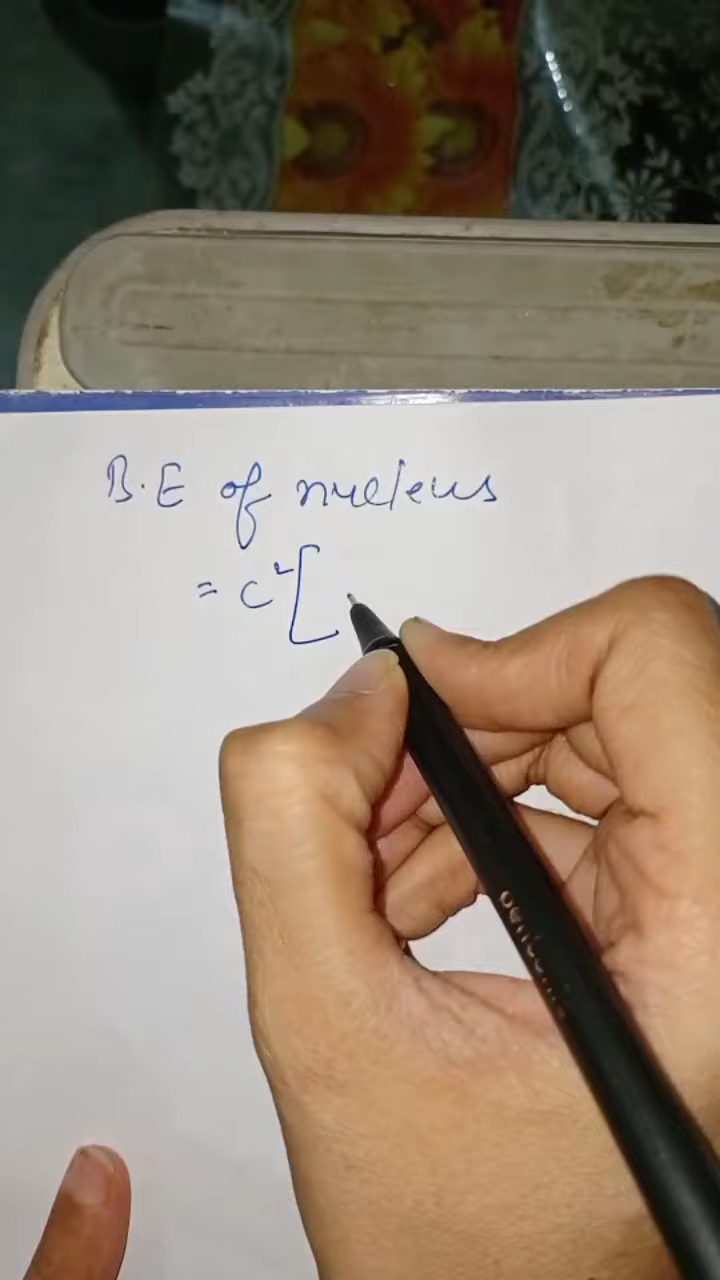 B.E of nucleus
= c²[